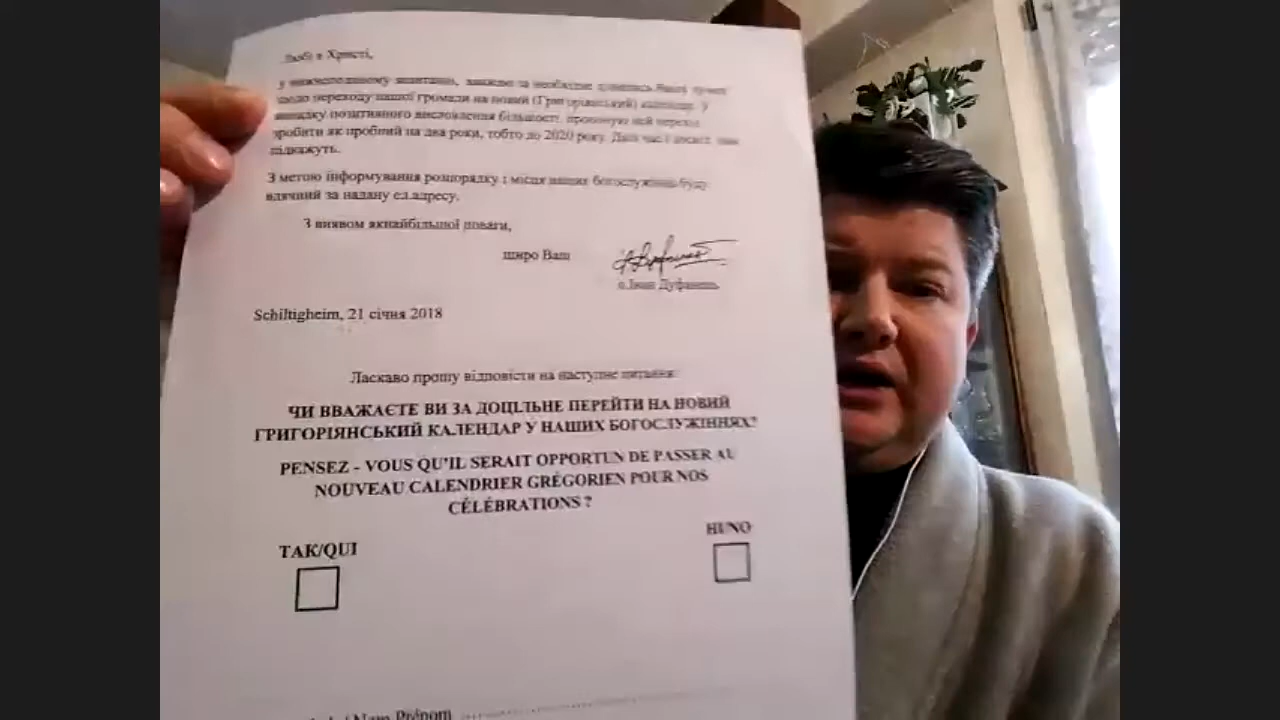 Любі в Христі,
у нижчеподаному запитанні, вважаю за необхідне дізнатись Вашу думку
щодо переходу нашої громади на новий (Григоріянський) календар. У
випадку позитивного висловлення більшості, пропоную цей перехід
зробити як пробний на два роки, тобто до 2020 року. Далі час і досвід нам
підкажуть.
З метою інформування розпорядку і місця наших богослужінь буду
вдячний за надану ел.адресу.
З виявом якнайбільшої поваги,
щиро Ваш
о.Іван Дуфанець
Schiltigheim, 21 січня 2018
Ласкаво прошу відповісти на наступне питання:
ЧИ ВВАЖАЄТЕ ВИ ЗА ДОЦІЛЬНЕ ПЕРЕЙТИ НА НОВИЙ
ГРИГОРІЯНСЬКИЙ КАЛЕНДАР У НАШИХ БОГОСЛУЖІННЯХ?
PENSEZ - VOUS QU'IL SERAIT OPPORTUN DE PASSER AU
NOUVEAU CALENDRIER GRÉGORIEN POUR NOS
CÉLÉBRATIONS ?
ТАК/QUI
НІ/NO
/ Nom Prénom